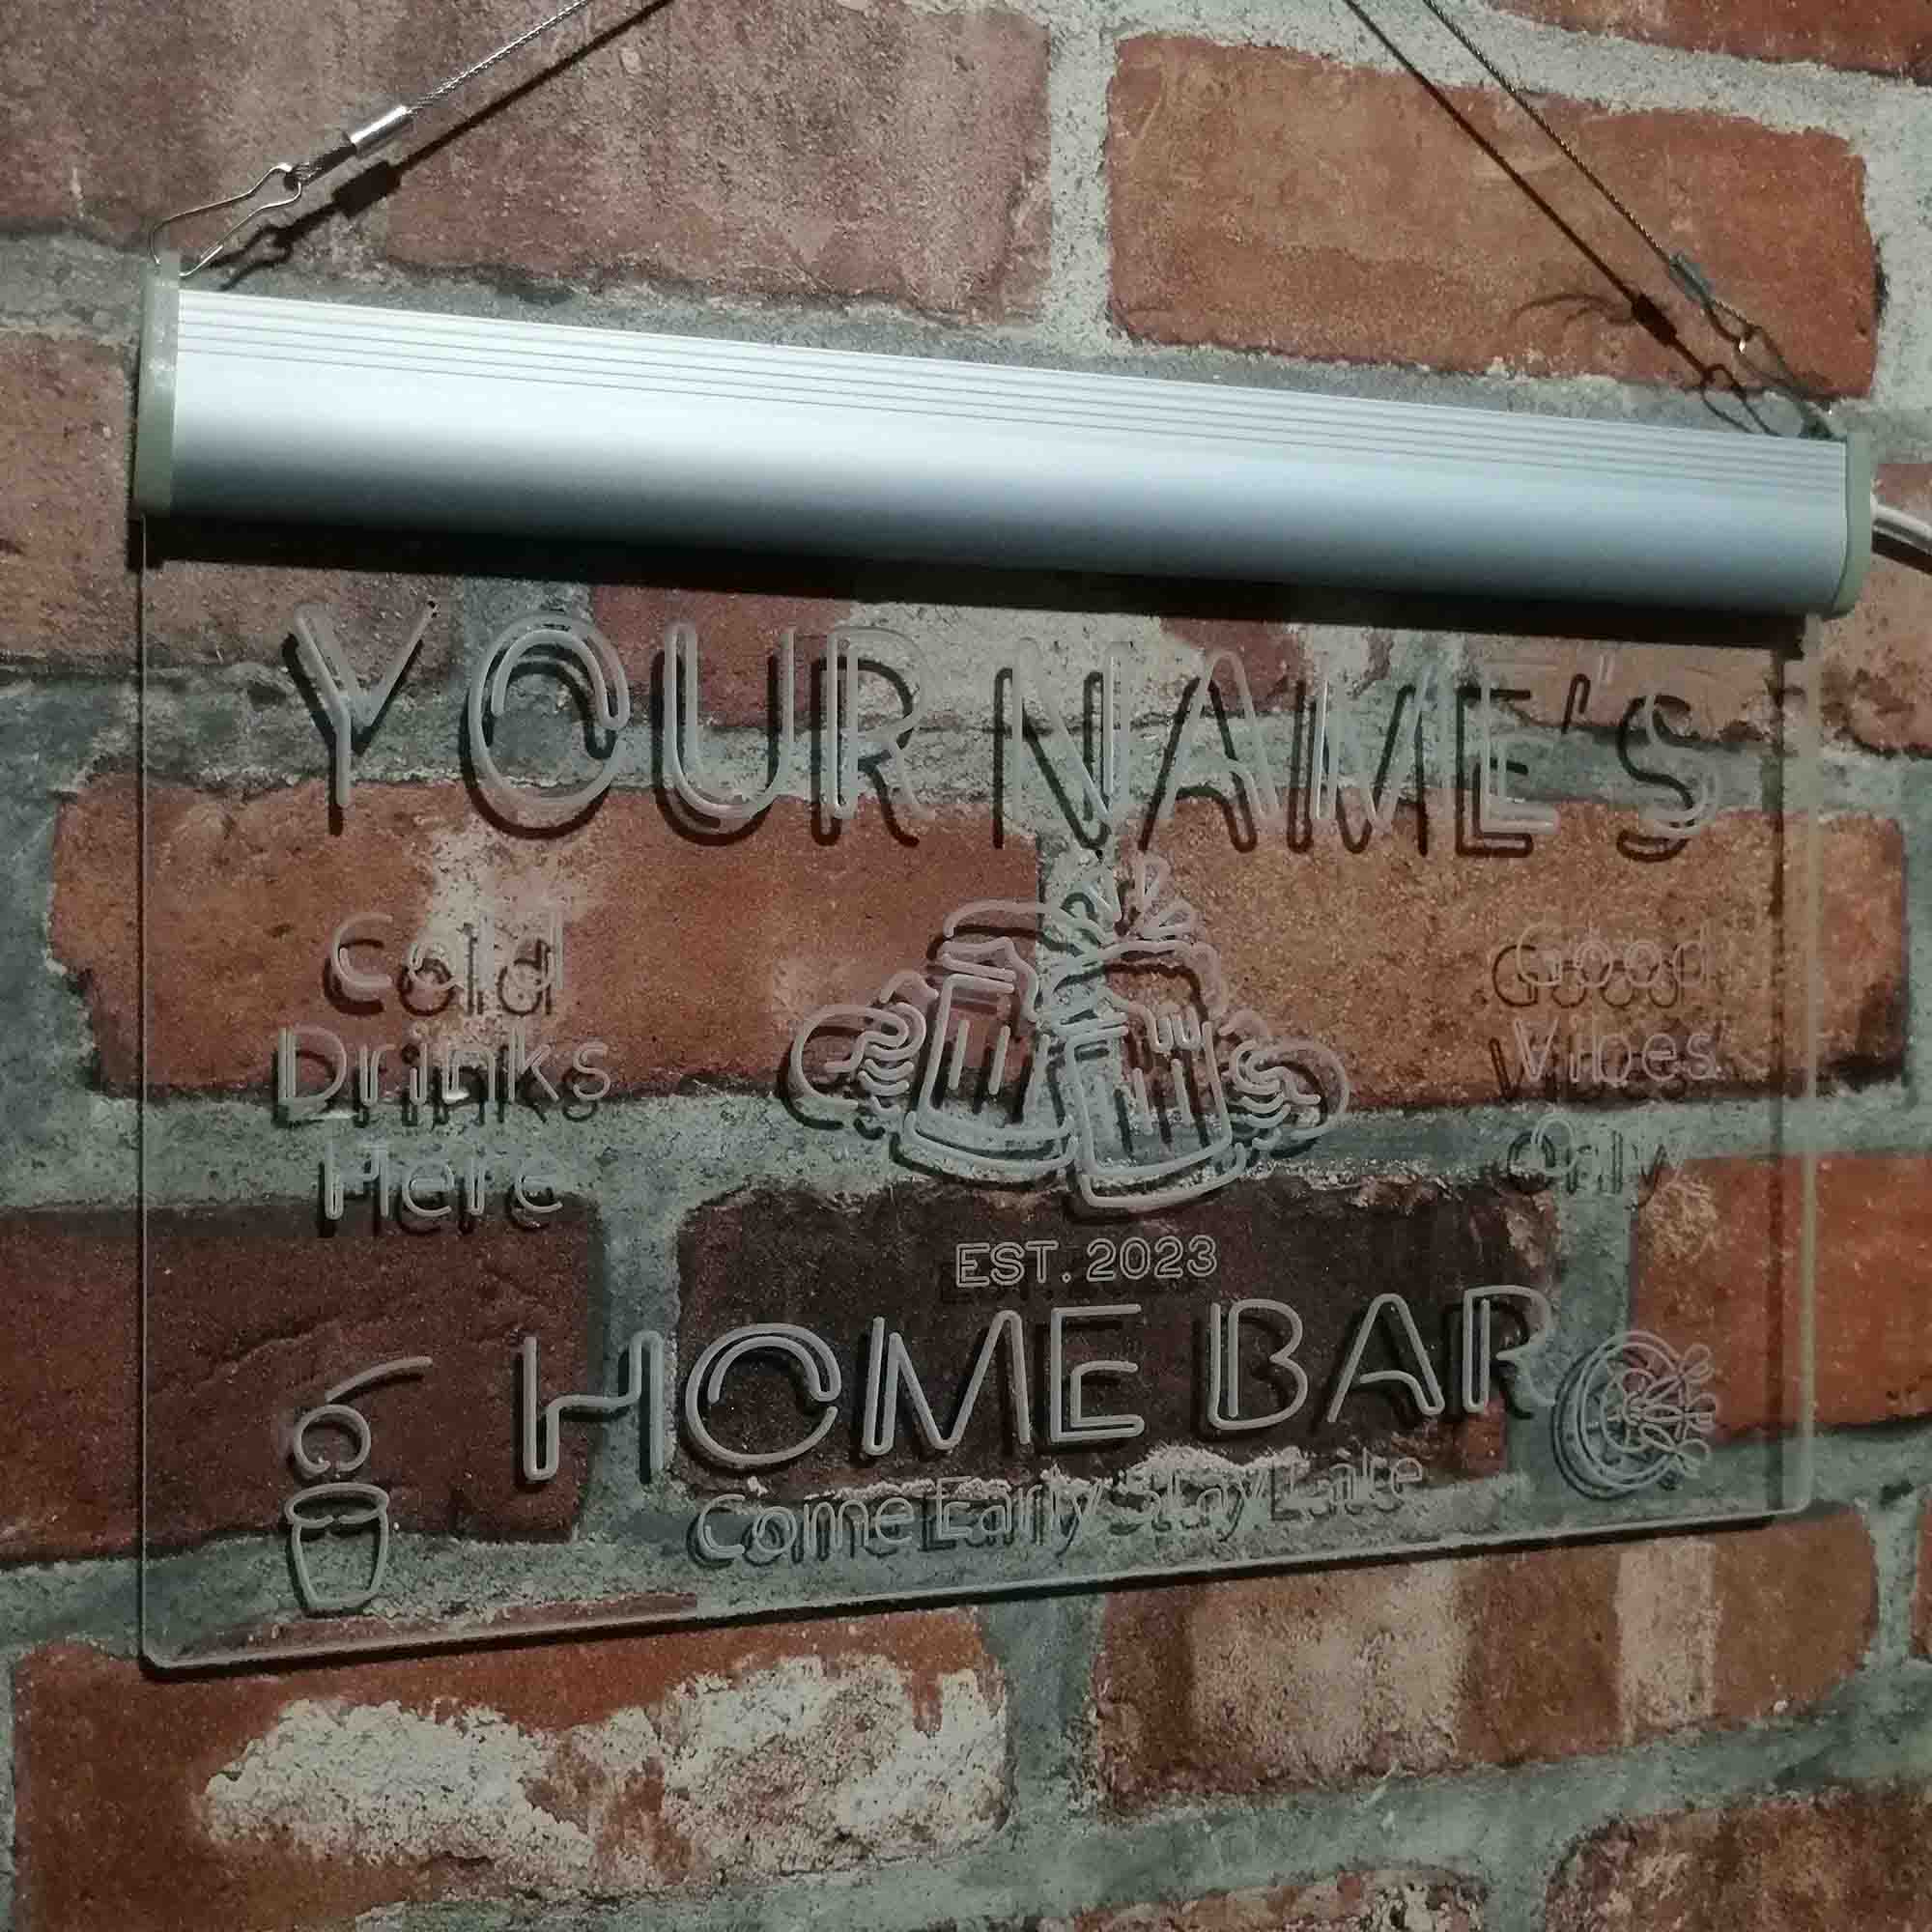 YOUR NAME'S
Cold
Drinks
Here
Good
Vibes
Only
EST. 2023
HOME BAR
Come Early Stay Late